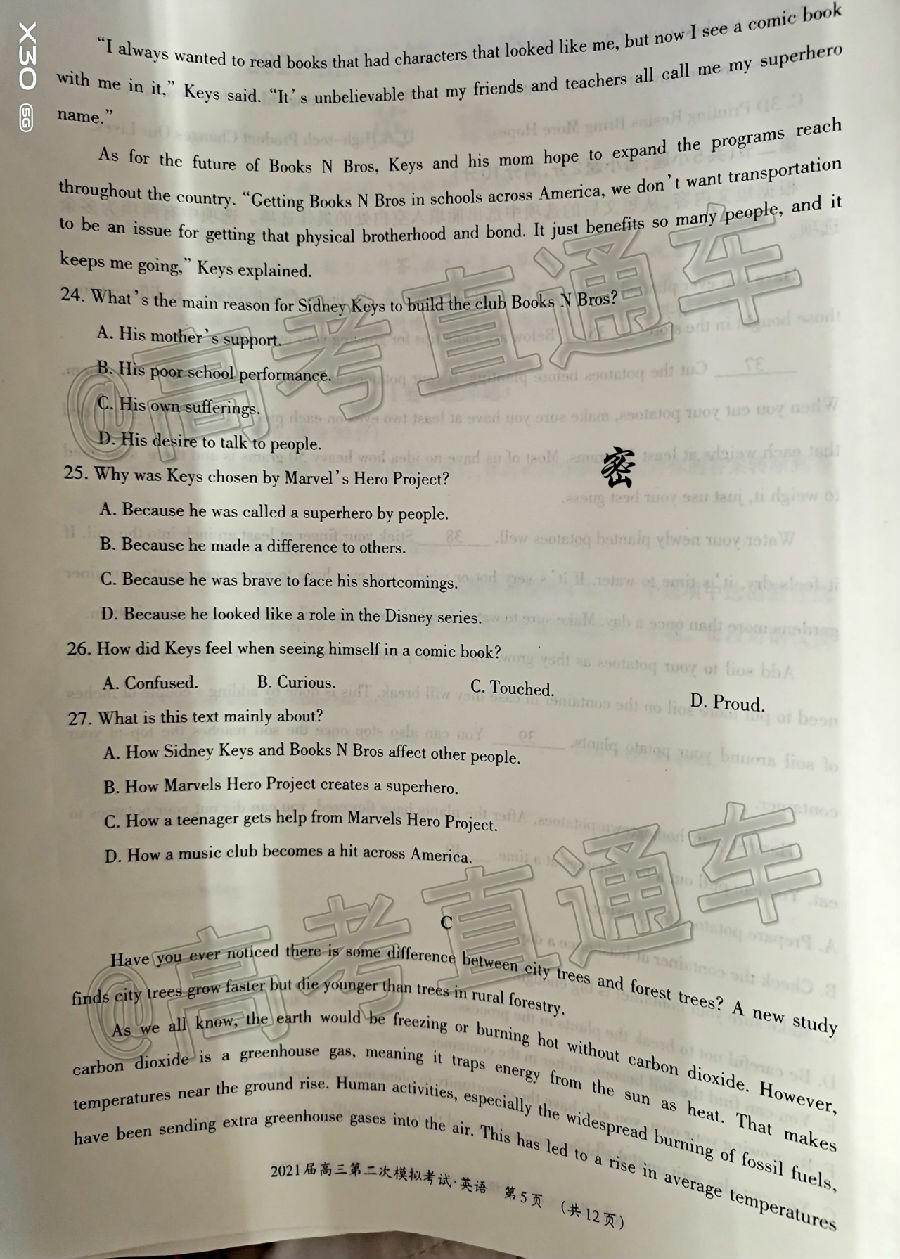 X30 5G
“I always wanted to read books that had characters that looked like me, but now I see a comic book
with me in it,” Keys said. “It’s unbelievable that my friends and teachers all call me my superhero
name.”
As for the future of Books N Bros, Keys and his mom hope to expand the programs reach
throughout the country. “Getting Books N Bros in schools across America, we don’t want transportation
to be an issue for getting that physical brotherhood and bond. It just benefits so many people, and it
keeps me going,” Keys explained.
24. What’s the main reason for Sidney Keys to build the club Books N Bros?
A. His mother’s support.
B. His poor school performance.
C. His own sufferings.
D. His desire to talk to people.
密
25. Why was Keys chosen by Marvel’s Hero Project?
A. Because he was called a superhero by people.
B. Because he made a difference to others.
C. Because he was brave to face his shortcomings.
D. Because he looked like a role in the Disney series.
26. How did Keys feel when seeing himself in a comic book?
A. Confused. B. Curious. C. Touched. D. Proud.
27. What is this text mainly about?
A. How Sidney Keys and Books N Bros affect other people.
B. How Marvels Hero Project creates a superhero.
C. How a teenager gets help from Marvels Hero Project.
D. How a music club becomes a hit across America.
C
Have you ever noticed there is some difference between city trees and forest trees? A new study
finds city trees grow faster but die younger than trees in rural forestry.
As we all know, the earth would be freezing or burning hot without carbon dioxide. However,
carbon dioxide is a greenhouse gas, meaning it traps energy from the sun as heat. That makes
temperatures near the ground rise. Human activities, especially the widespread burning of fossil fuels,
have been sending extra greenhouse gases into the air. This has led to a rise in average temperatures
2021届高三第二次模拟考试·英语 第5页 (共12页)
@高考直通车
@高考直通车